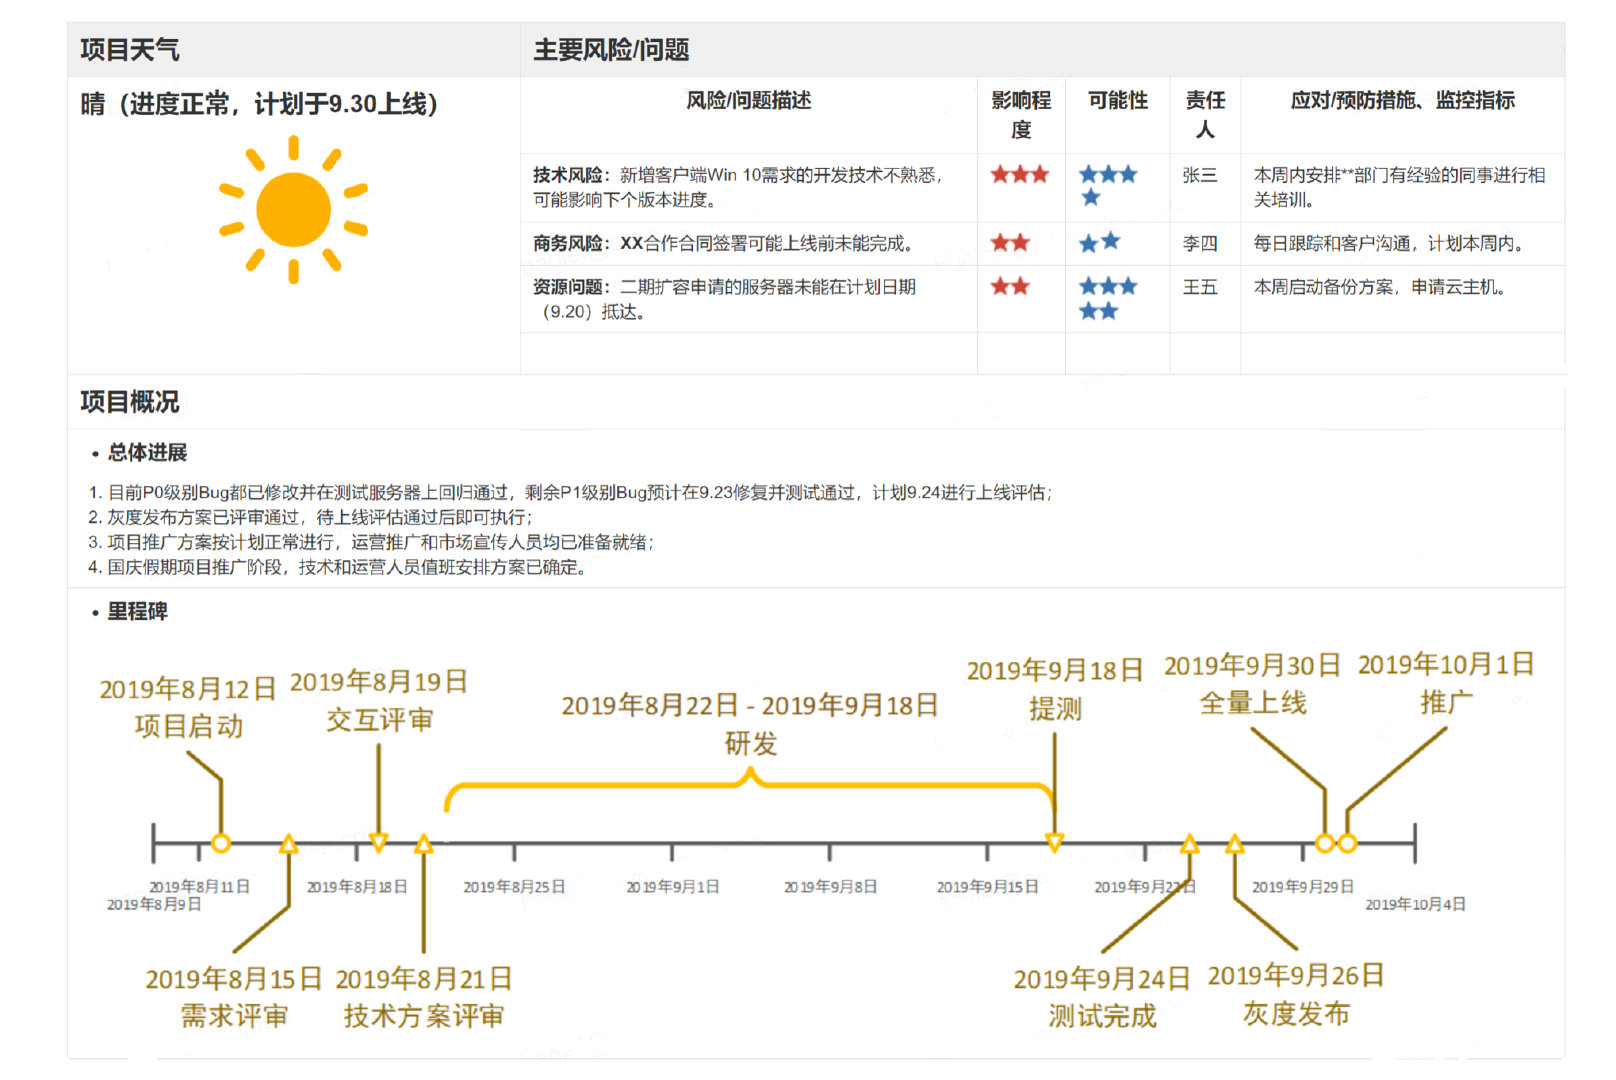 项目天气
主要风险/问题
晴（进度正常，计划于9.30上线）
风险/问题描述
影响程
度
可能性
责任
人
应对/预防措施、监控指标
技术风险：新增客户端Win 10需求的开发技术不熟悉，
可能影响下个版本进度。
张三
本周内安排**部门有经验的同事进行相
关培训。
商务风险：XX合作合同签署可能上线前未能完成。
李四
每日跟踪和客户沟通，计划本周内。
资源问题：二期扩容申请的服务器未能在计划日期
（9.20）抵达。
王五
本周启动备份方案，申请云主机。
项目概况
• 总体进展
1. 目前P0级别Bug都已修改并在测试服务器上回归通过，剩余P1级别Bug预计在9.23修复并测试通过，计划9.24进行上线评估；
2. 灰度发布方案已评审通过，待上线评估通过后即可执行；
3. 项目推广方案按计划正常进行，运营推广和市场宣传人员均已准备就绪；
4. 国庆假期项目推广阶段，技术和运营人员值班安排方案已确定。
• 里程碑
2019年8月12日
项目启动
2019年8月19日
交互评审
2019年8月22日 - 2019年9月18日
研发
2019年9月18日
提测
2019年9月30日
全量上线
2019年10月1日
推广
2019年8月11日
2019年8月18日
2019年8月25日
2019年9月1日
2019年9月8日
2019年9月15日
2019年9月22日
2019年9月29日
2019年8月9日
2019年10月4日
2019年8月15日
需求评审
2019年8月21日
技术方案评审
2019年9月24日
测试完成
2019年9月26日
灰度发布